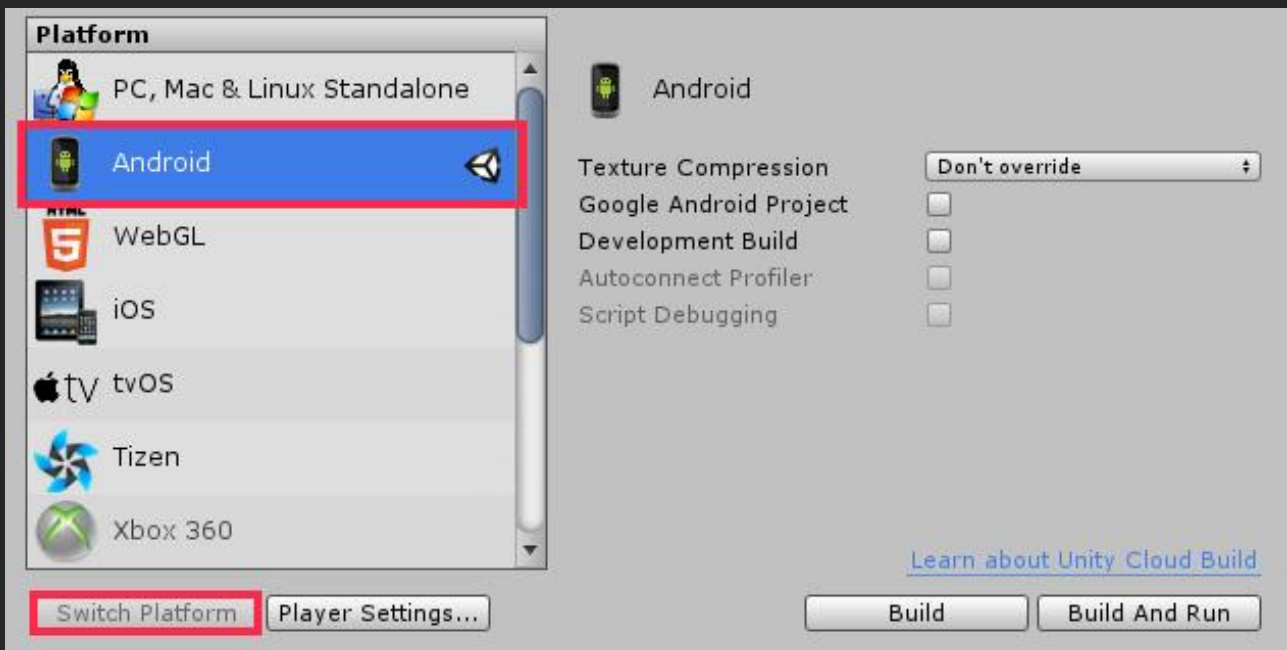 Platform
PC, Mac & Linux Standalone
Android
HTML
5
WebGL
iOS
tv
tvOS
Tizen
Xbox 360
Switch Platform
Player Settings...
Android
Texture Compression
Don't override
Google Android Project
Development Build
Autoconnect Profiler
Script Debugging
Learn about Unity Cloud Build
Build
Build And Run